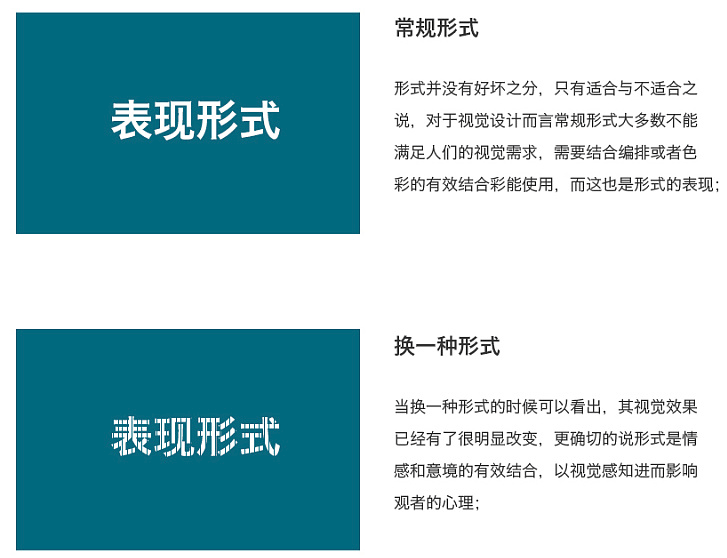 表现形式
常规形式
形式并没有好坏之分，只有适合与不适合之
说，对于视觉设计而言常规形式大多数不能
满足人们的视觉需求，需要结合编排或者色
彩的有效结合彩能使用，而这也是形式的表现；
表现形式
换一种形式
当换一种形式的时候可以看出，其视觉效果
已经有了很明显改变，更确切的说形式是情
感和意境的有效结合，以视觉感知进而影响
观者的心理；